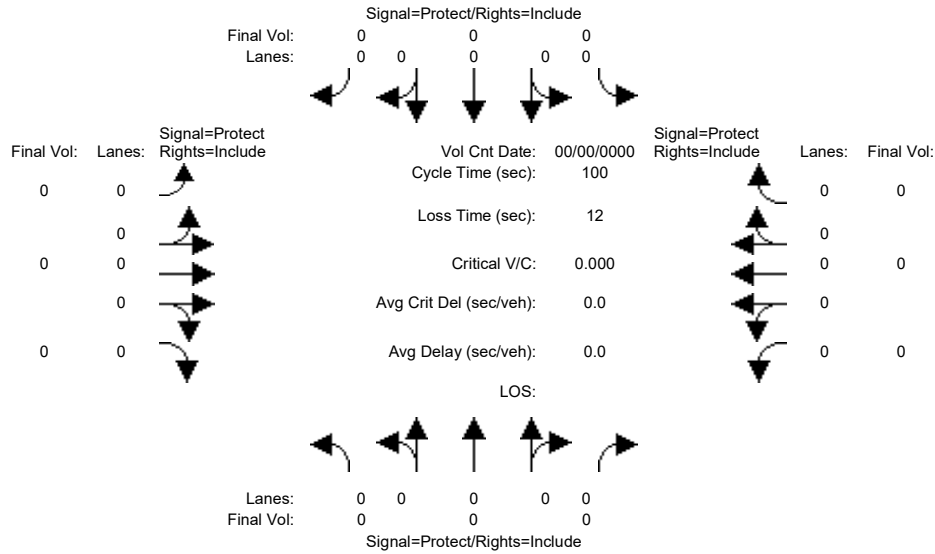 Signal=Protect/Rights=Include
Final Vol: 0 0 0
Lanes: 0 0 0 0 0
Signal=Protect Signal=Protect
Final Vol: Lanes: Rights=Include Vol Cnt Date: 00/00/0000 Rights=Include Lanes: Final Vol:
Cycle Time (sec): 100
0 0 0 0
Loss Time (sec): 12
0 0
0 0 Critical V/C: 0.000 0 0
0 Avg Crit Del (sec/veh): 0.0 0
0 0 Avg Delay (sec/veh): 0.0 0 0
LOS:
Lanes: 0 0 0 0 0
Final Vol: 0 0 0
Signal=Protect/Rights=Include